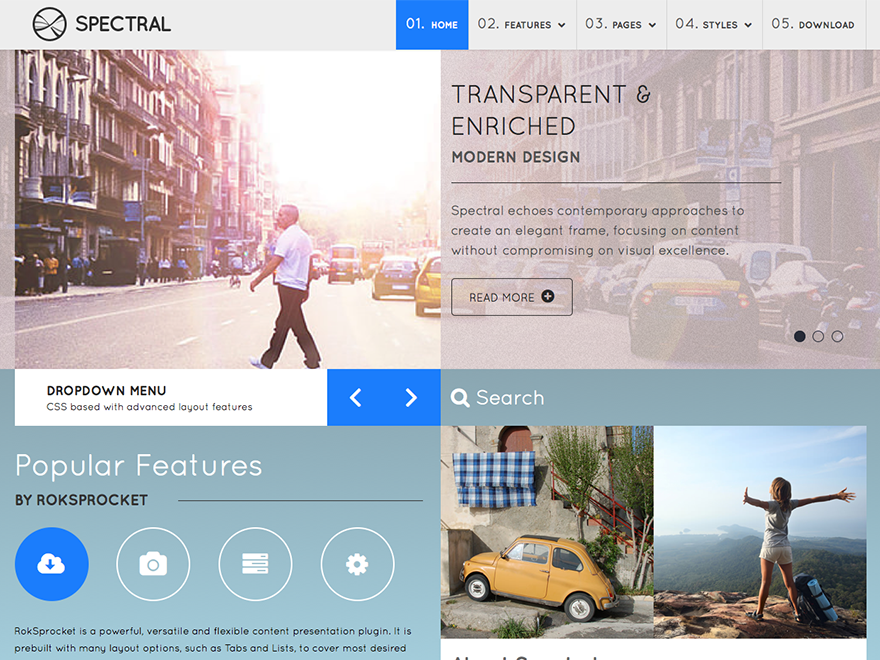 SPECTRAL
01. HOME
02. FEATURES
03. PAGES
04. STYLES
05. DOWNLOAD
TRANSPARENT &
ENRICHED
MODERN DESIGN
Spectral echoes contemporary approaches to
create an elegant frame, focusing on content
without compromising on visual excellence.
READ MORE
DROPDOWN MENU
CSS based with advanced layout features
Search
Popular Features
BY ROKSPROCKET
RokSprocket is a powerful, versatile and flexible content presentation plugin. It is
prebuilt with many layout options, such as Tabs and Lists, to cover most desired